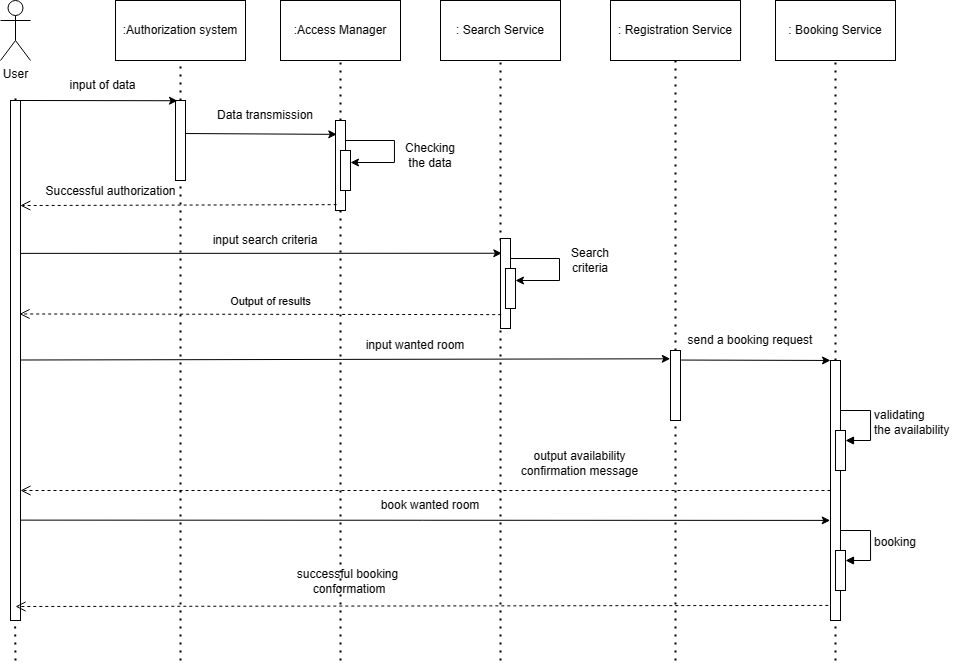 :Authorization system
:Access Manager
: Search Service
: Registration Service
: Booking Service
User
input of data
Data transmission
Checking
the data
Successful authorization
input search criteria
Search
criteria
Output of results
input wanted room
send a booking request
validating
the availability
output availability
confirmation message
book wanted room
booking
successful booking
conformatiom